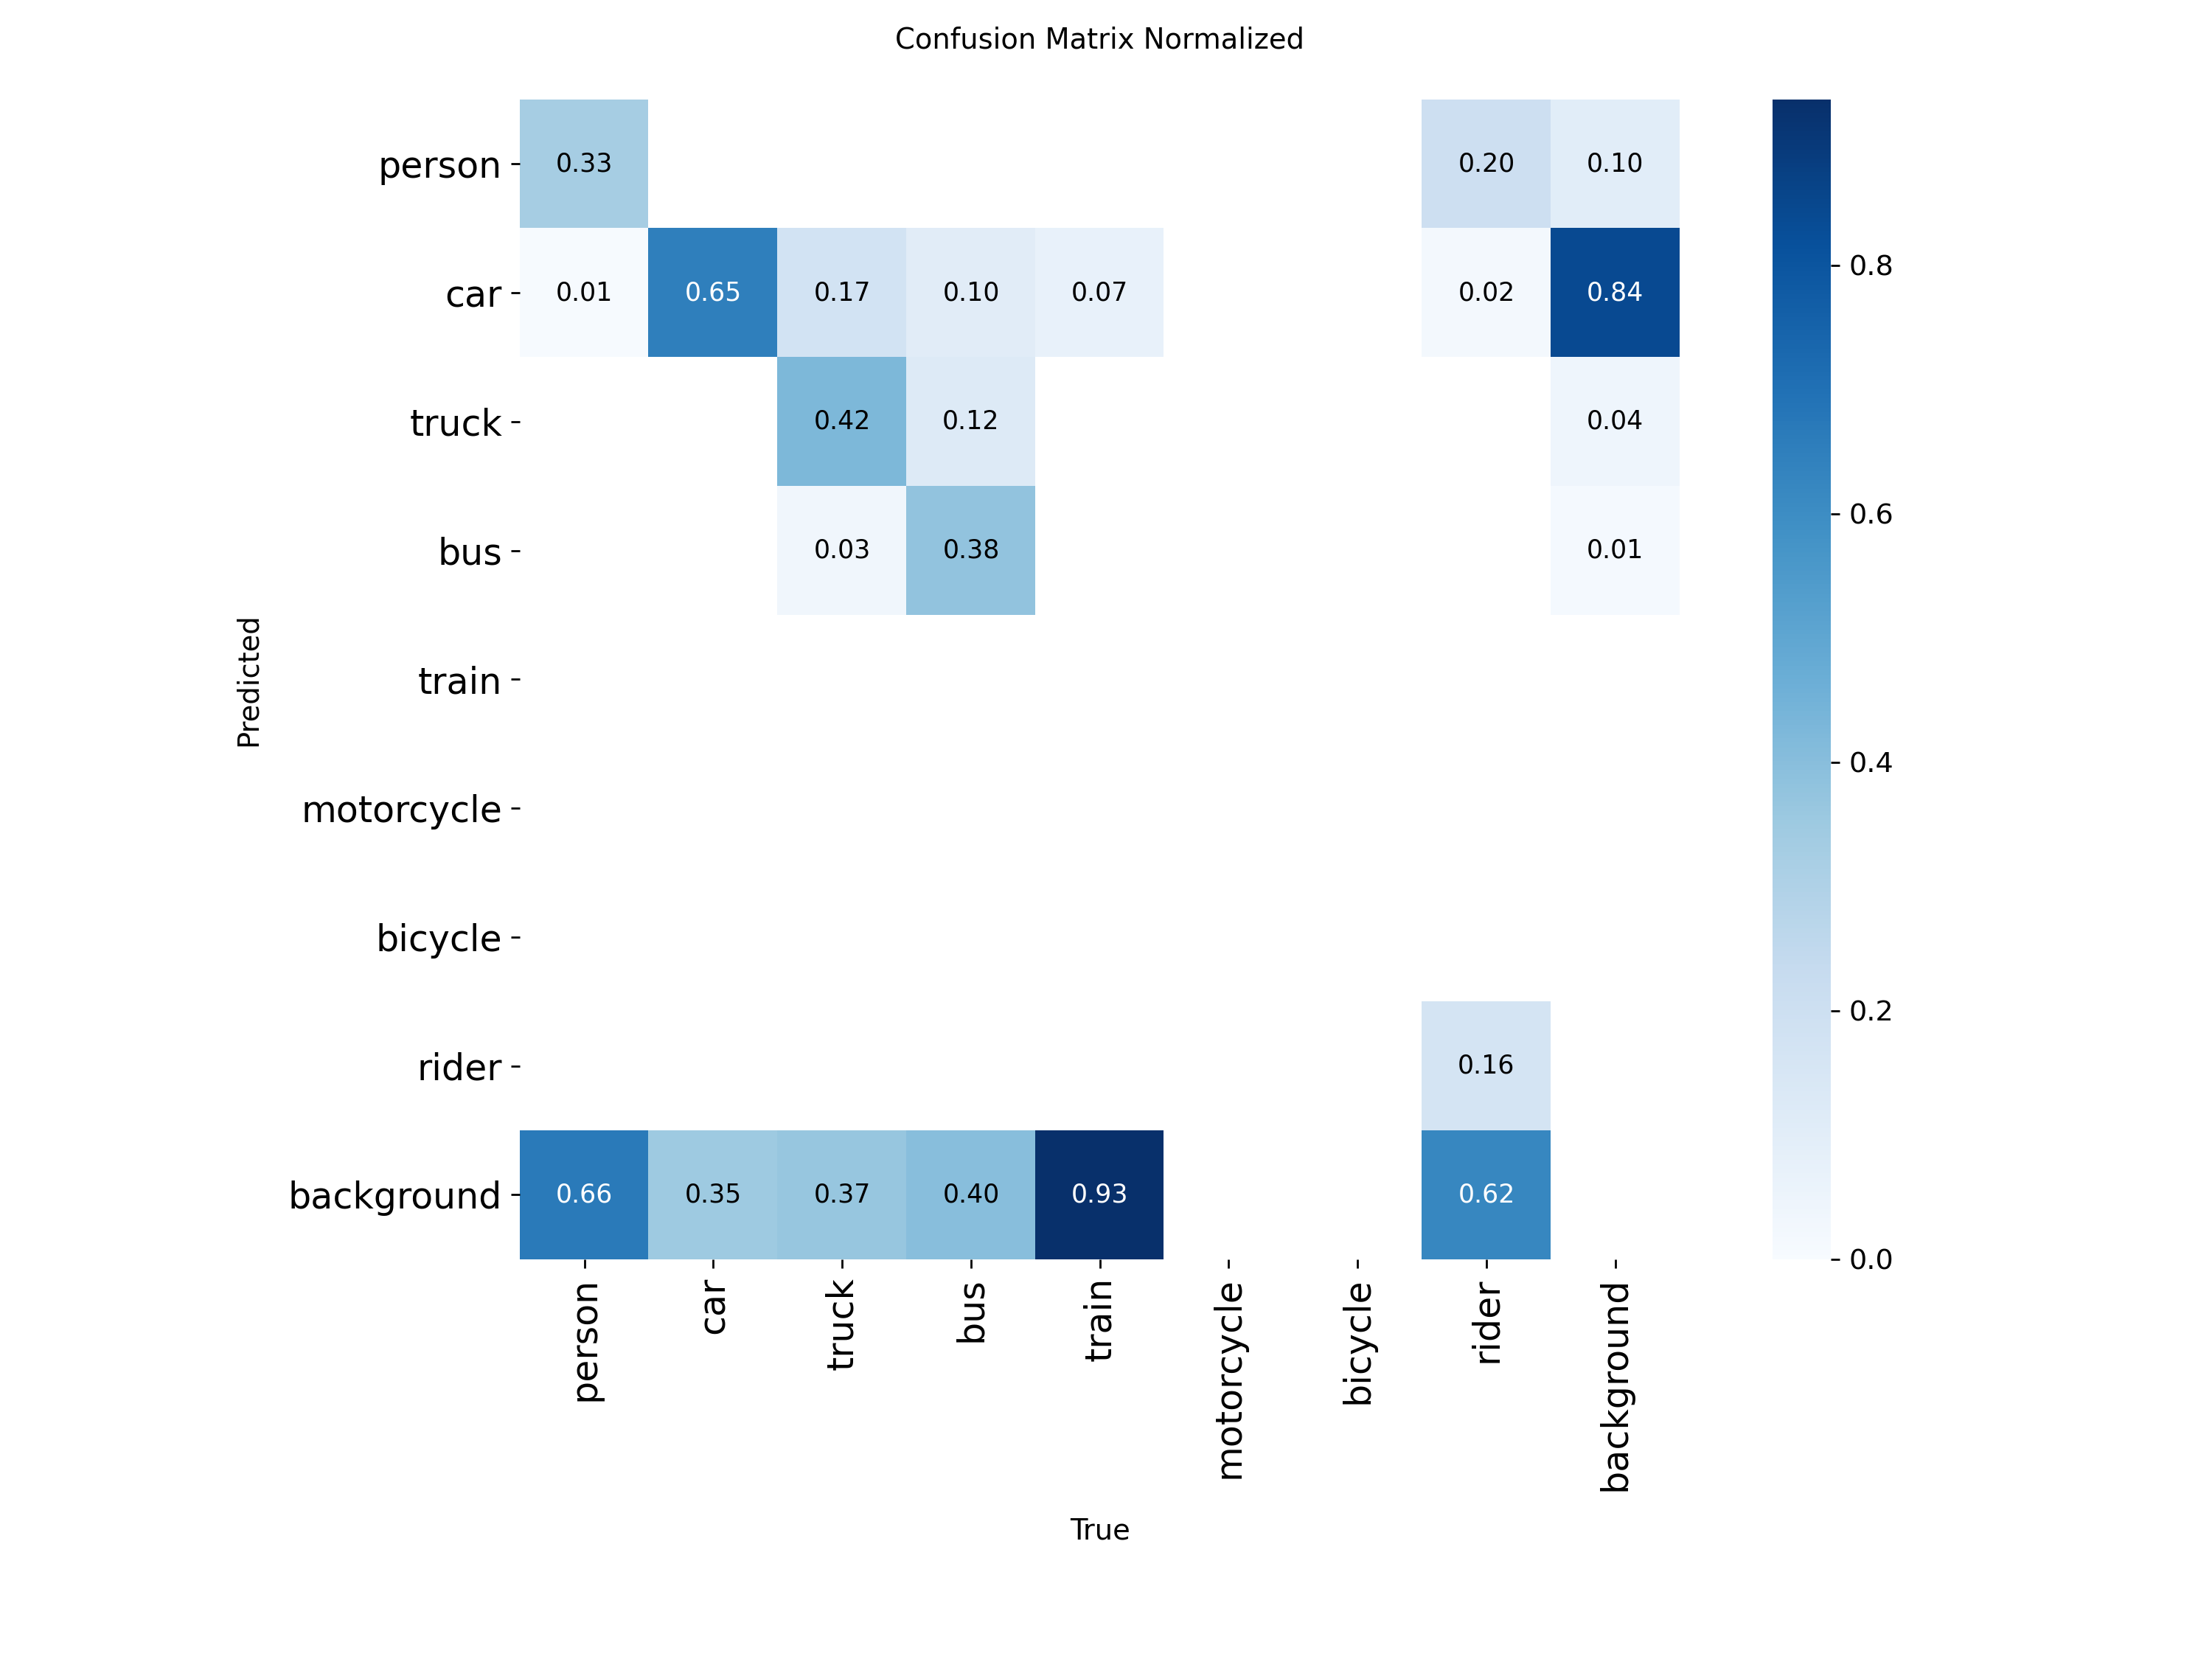 Confusion Matrix Normalized
person 0.33 0.20 0.10
car 0.01 0.65 0.17 0.10 0.07 0.02 0.84
truck 0.42 0.12 0.04
bus 0.03 0.38 0.01
train
motorcycle
bicycle
rider 0.16
background 0.66 0.35 0.37 0.40 0.93 0.62
Predicted
person car truck bus train motorcycle bicycle rider background
True
0.8
0.6
0.4
0.2
0.0